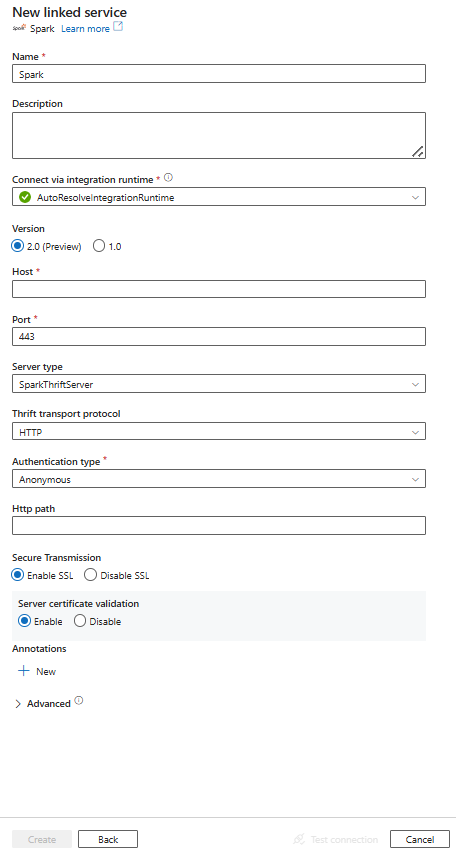 New linked service
Spark Spark Learn more
Name *
Spark
Description
Connect via integration runtime *
AutoResolveIntegrationRuntime
Version
2.0 (Preview) 1.0
Host *
Port *
443
Server type
SparkThriftServer
Thrift transport protocol
HTTP
Authentication type *
Anonymous
Http path
Secure Transmission
Enable SSL Disable SSL
Server certificate validation
Enable Disable
Annotations
New
Advanced
Create Back Test connection Cancel